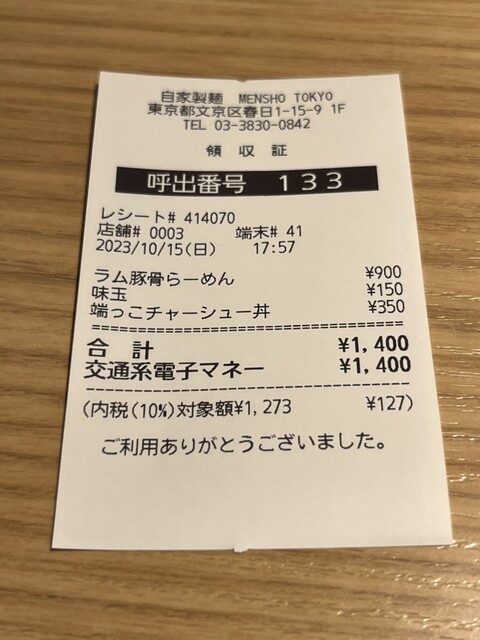 自家製麺 MENSHO TOKYO
東京都文京区春日1-15-9 1F
TEL 03-3830-0842
領 収 証
呼出番号 133
レシート# 414070
店舗# 0003 端末# 41
2023/10/15(日) 17:57
ラム豚骨らーめん ¥900
味玉 ¥150
端っこチャーシュー丼 ¥350
合 計 ¥1,400
交通系電子マネー ¥1,400
(内税(10%)対象額¥1,273 ¥127)
ご利用ありがとうございました。